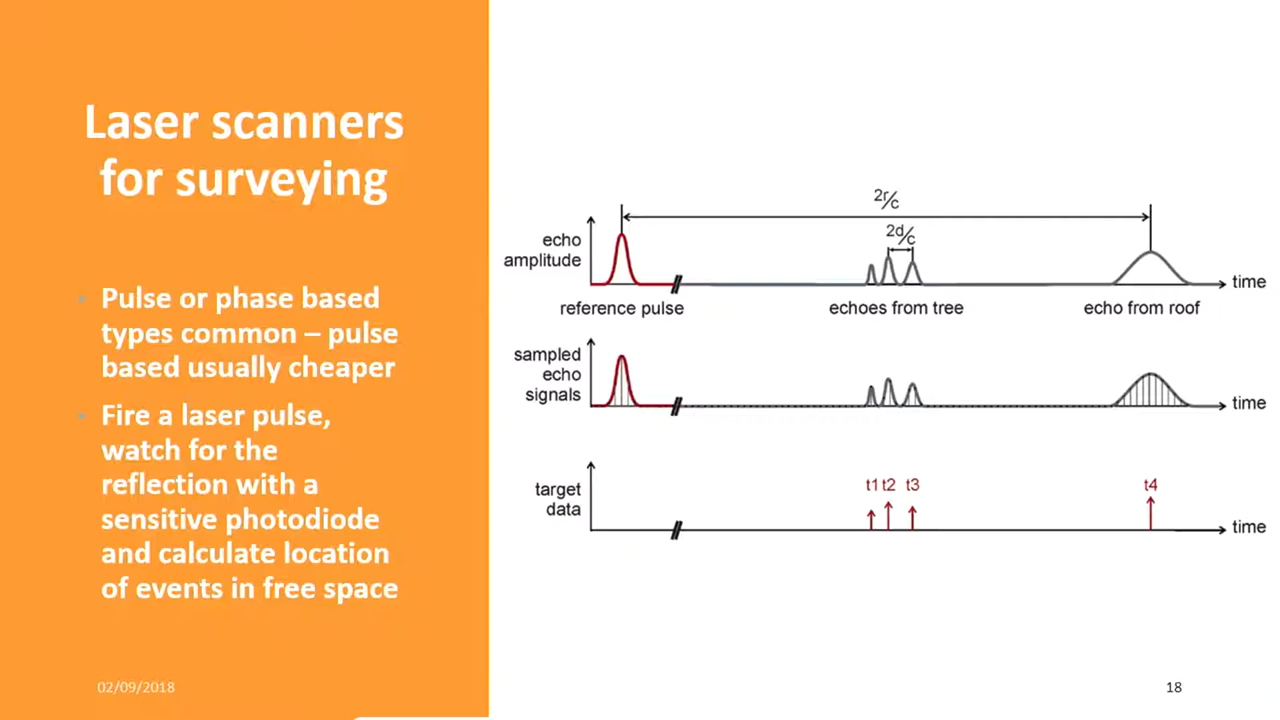 Laser scanners
for surveying
• Pulse or phase based
types common – pulse
based usually cheaper
• Fire a laser pulse,
watch for the
reflection with a
sensitive photodiode
and calculate location
of events in free space
02/09/2018
2r/c
2d/c
echo
amplitude
time
reference pulse
echoes from tree
echo from roof
sampled
echo
signals
time
t1 t2 t3 t4
target
data
time
18